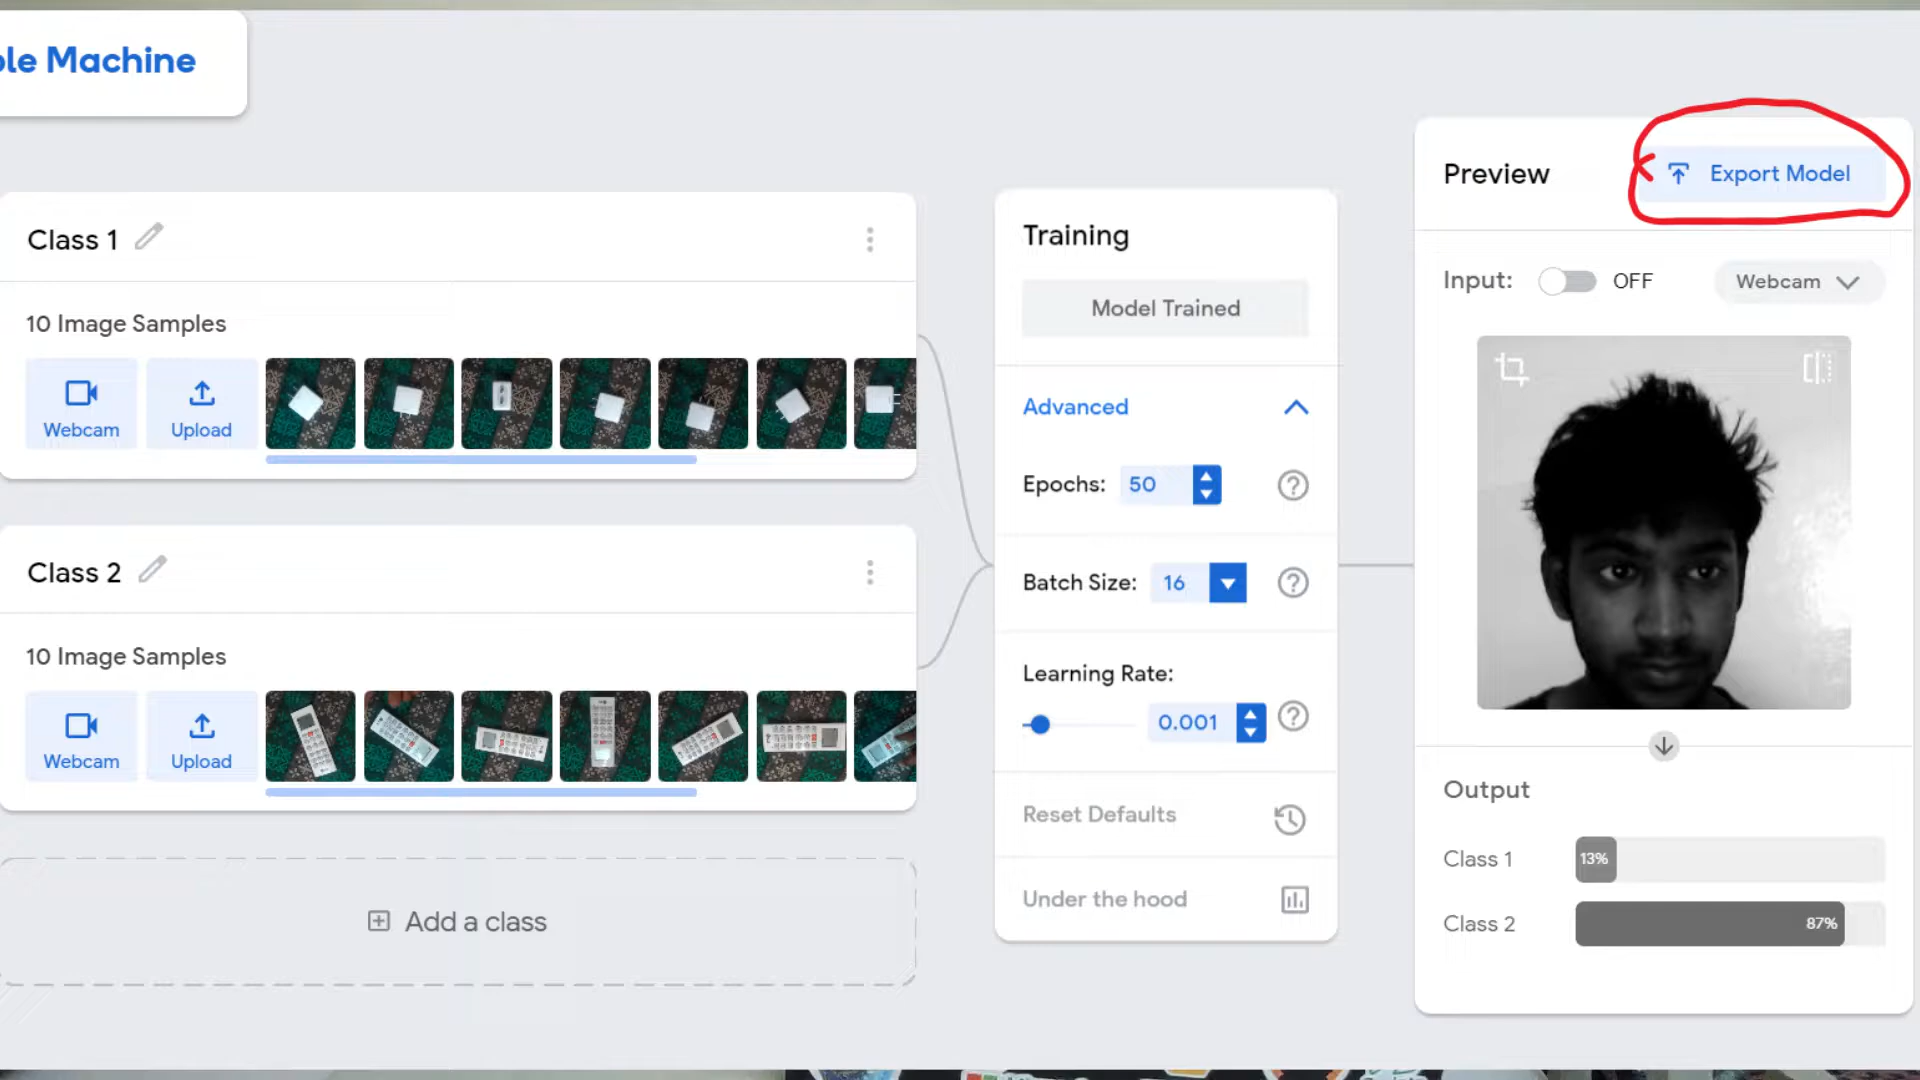 ble Machine
Class 1
10 Image Samples
Webcam
Upload
Class 2
10 Image Samples
Webcam
Upload
Add a class
Training
Model Trained
Advanced
Epochs: 50
Batch Size: 16
Learning Rate:
0.001
Reset Defaults
Under the hood
Preview
Export Model
Input: OFF Webcam
Output
Class 1 13%
Class 2 87%